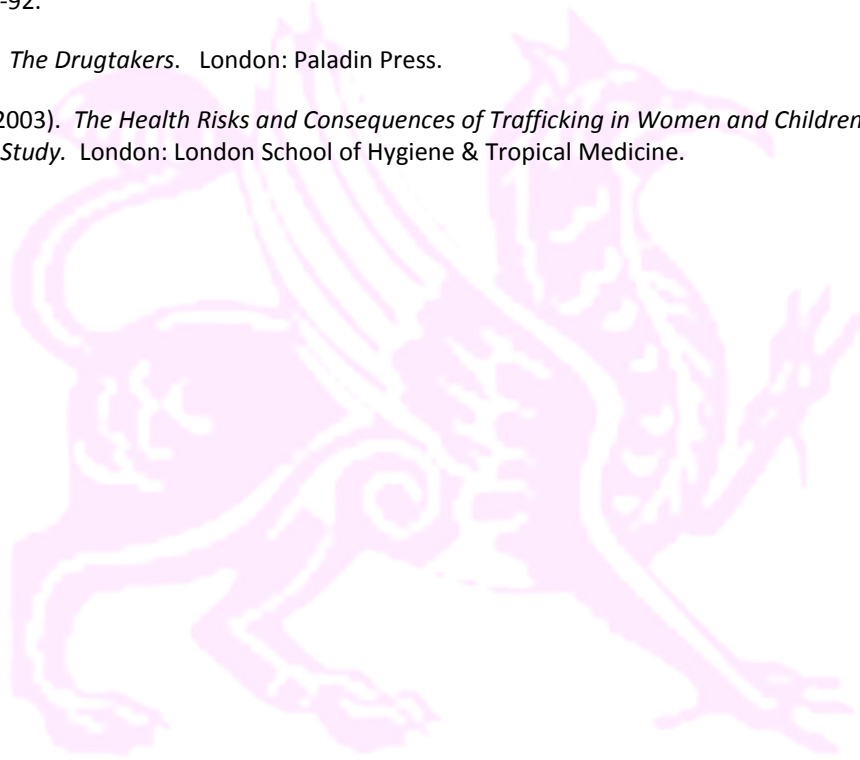 -92.
The Drugtakers. London: Paladin Press.
2003). The Health Risks and Consequences of Trafficking in Women and Children
Study. London: London School of Hygiene & Tropical Medicine.